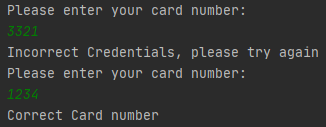 Please enter your card number:
3321
Incorrect Credentials, please try again
Please enter your card number:
1234
Correct Card number